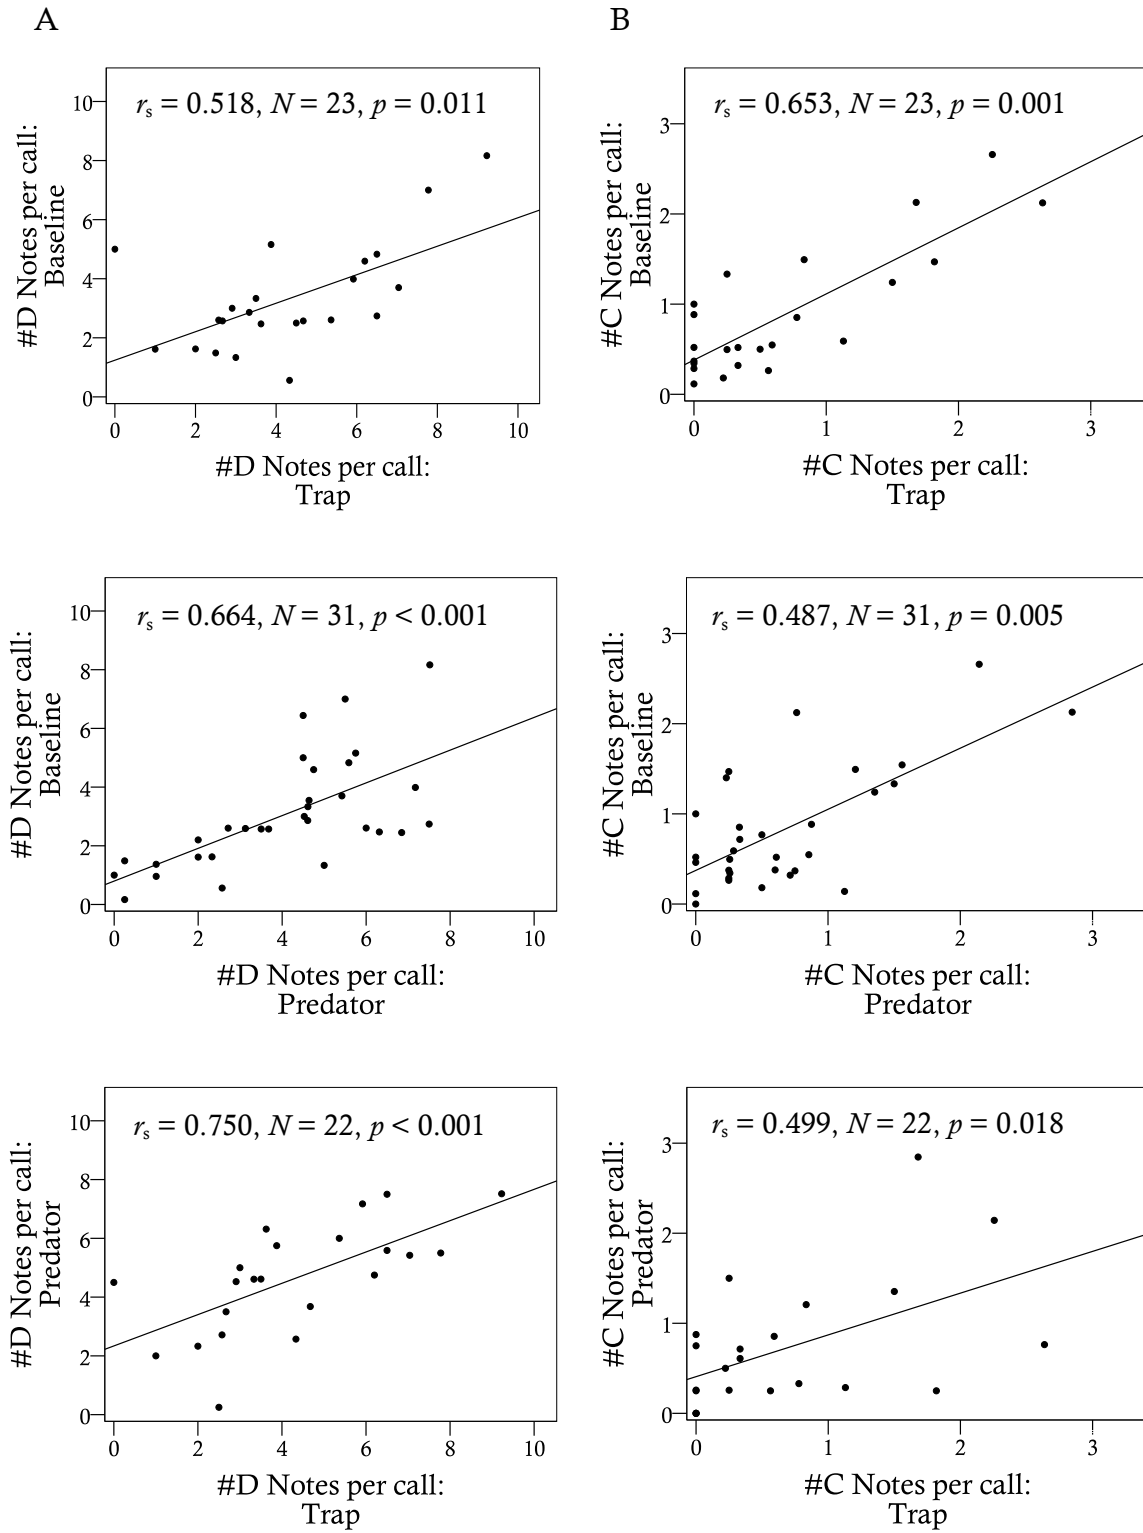 A
B
r_s = 0.518, N = 23, p = 0.011
#D Notes per call:
Baseline
10
8
6
4
2
0
0 2 4 6 8 10
#D Notes per call:
Trap
r_s = 0.653, N = 23, p = 0.001
#C Notes per call:
Baseline
3
2
1
0
0 1 2 3
#C Notes per call:
Trap
r_s = 0.664, N = 31, p < 0.001
#D Notes per call:
Baseline
10
8
6
4
2
0
0 2 4 6 8 10
#D Notes per call:
Predator
r_s = 0.487, N = 31, p = 0.005
#C Notes per call:
Baseline
3
2
1
0
0 1 2 3
#C Notes per call:
Predator
r_s = 0.750, N = 22, p < 0.001
#D Notes per call:
Predator
10
8
6
4
2
0
0 2 4 6 8 10
#D Notes per call:
Trap
r_s = 0.499, N = 22, p = 0.018
#C Notes per call:
Predator
3
2
1
0
0 1 2 3
#C Notes per call:
Trap